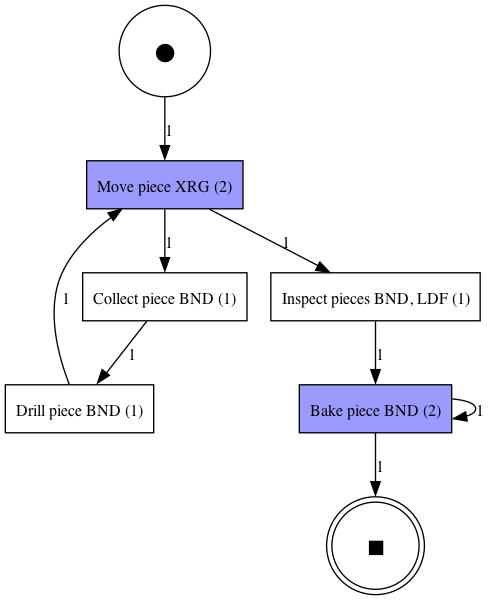 1
Move piece XRG (2)
1
1
1
Collect piece BND (1)
Inspect pieces BND, LDF (1)
1
1
Drill piece BND (1)
Bake piece BND (2)
1
1